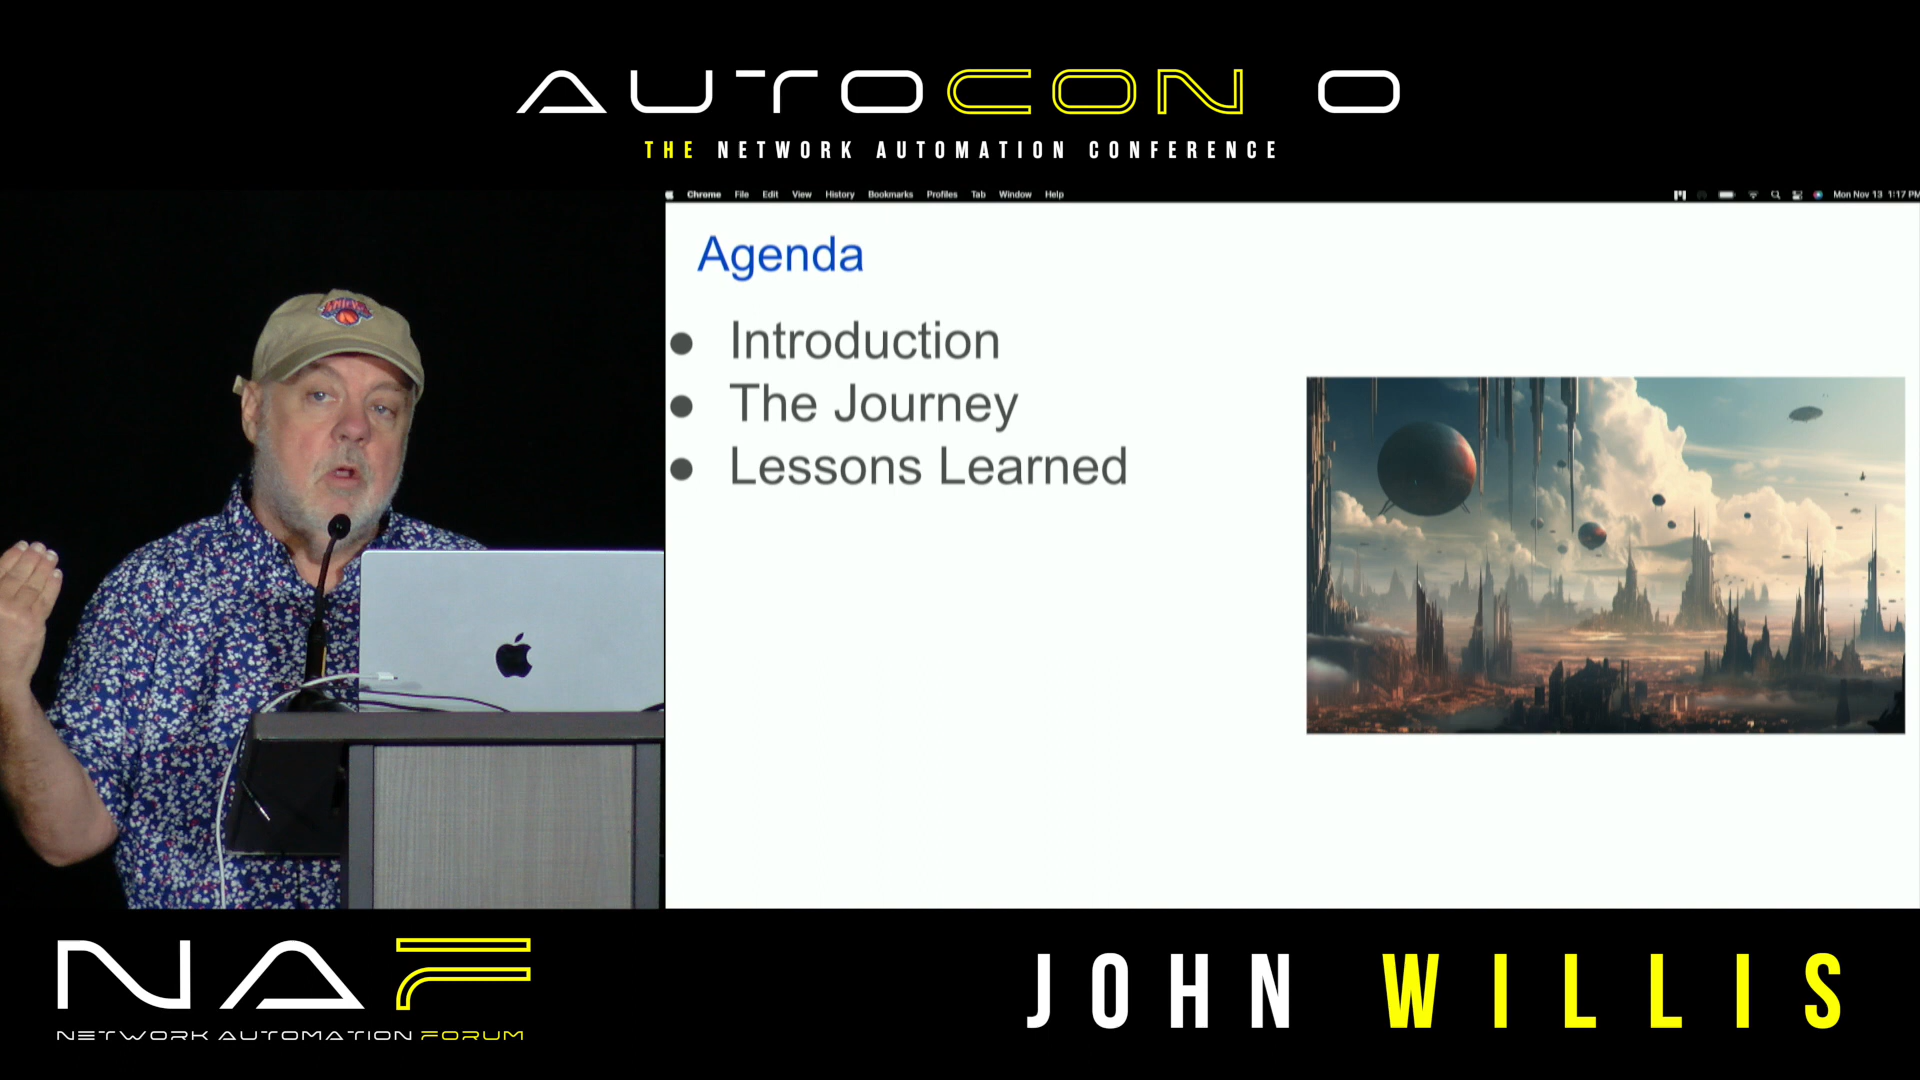 AUTOCON 0
THE NETWORK AUTOMATION CONFERENCE
Chrome File Edit View History Bookmarks Profiles Tab Window Help
Mon Nov 13 1:17 PM
Agenda
● Introduction
● The Journey
● Lessons Learned
NAF
NETWORK AUTOMATION FORUM
JOHN WILLIS